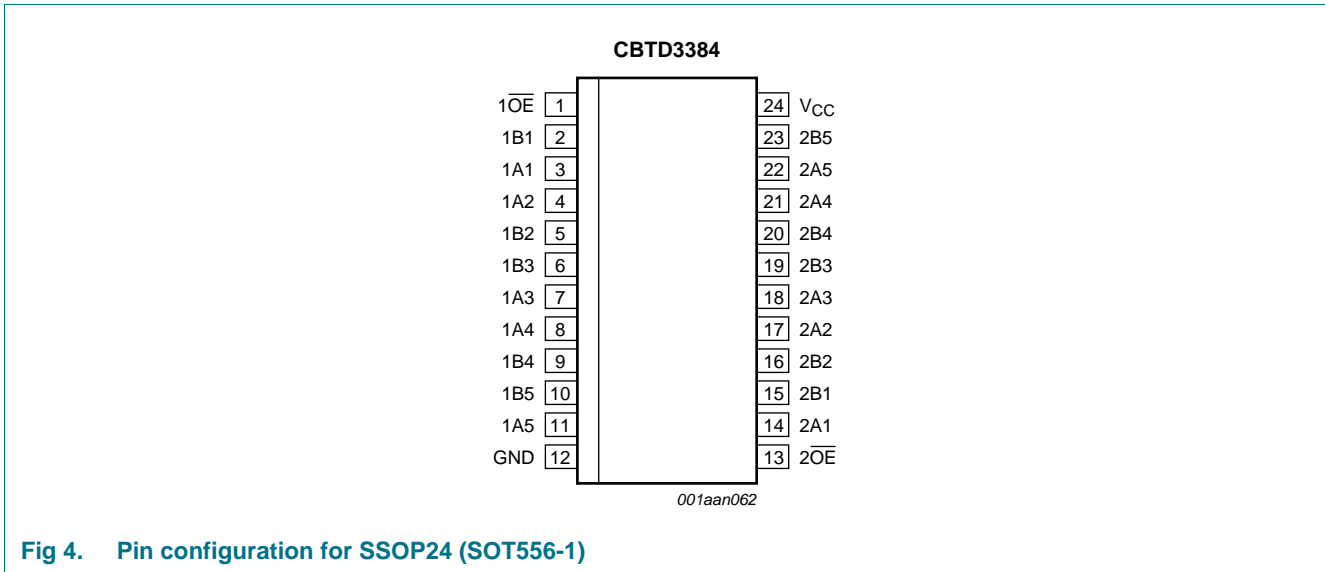 CBTD3384
1O̅E̅ 1 24 VCC
1B1 2 23 2B5
1A1 3 22 2A5
1A2 4 21 2A4
1B2 5 20 2B4
1B3 6 19 2B3
1A3 7 18 2A3
1A4 8 17 2A2
1B4 9 16 2B2
1B5 10 15 2B1
1A5 11 14 2A1
GND 12 13 2O̅E̅
001aan062
Fig 4. Pin configuration for SSOP24 (SOT556-1)